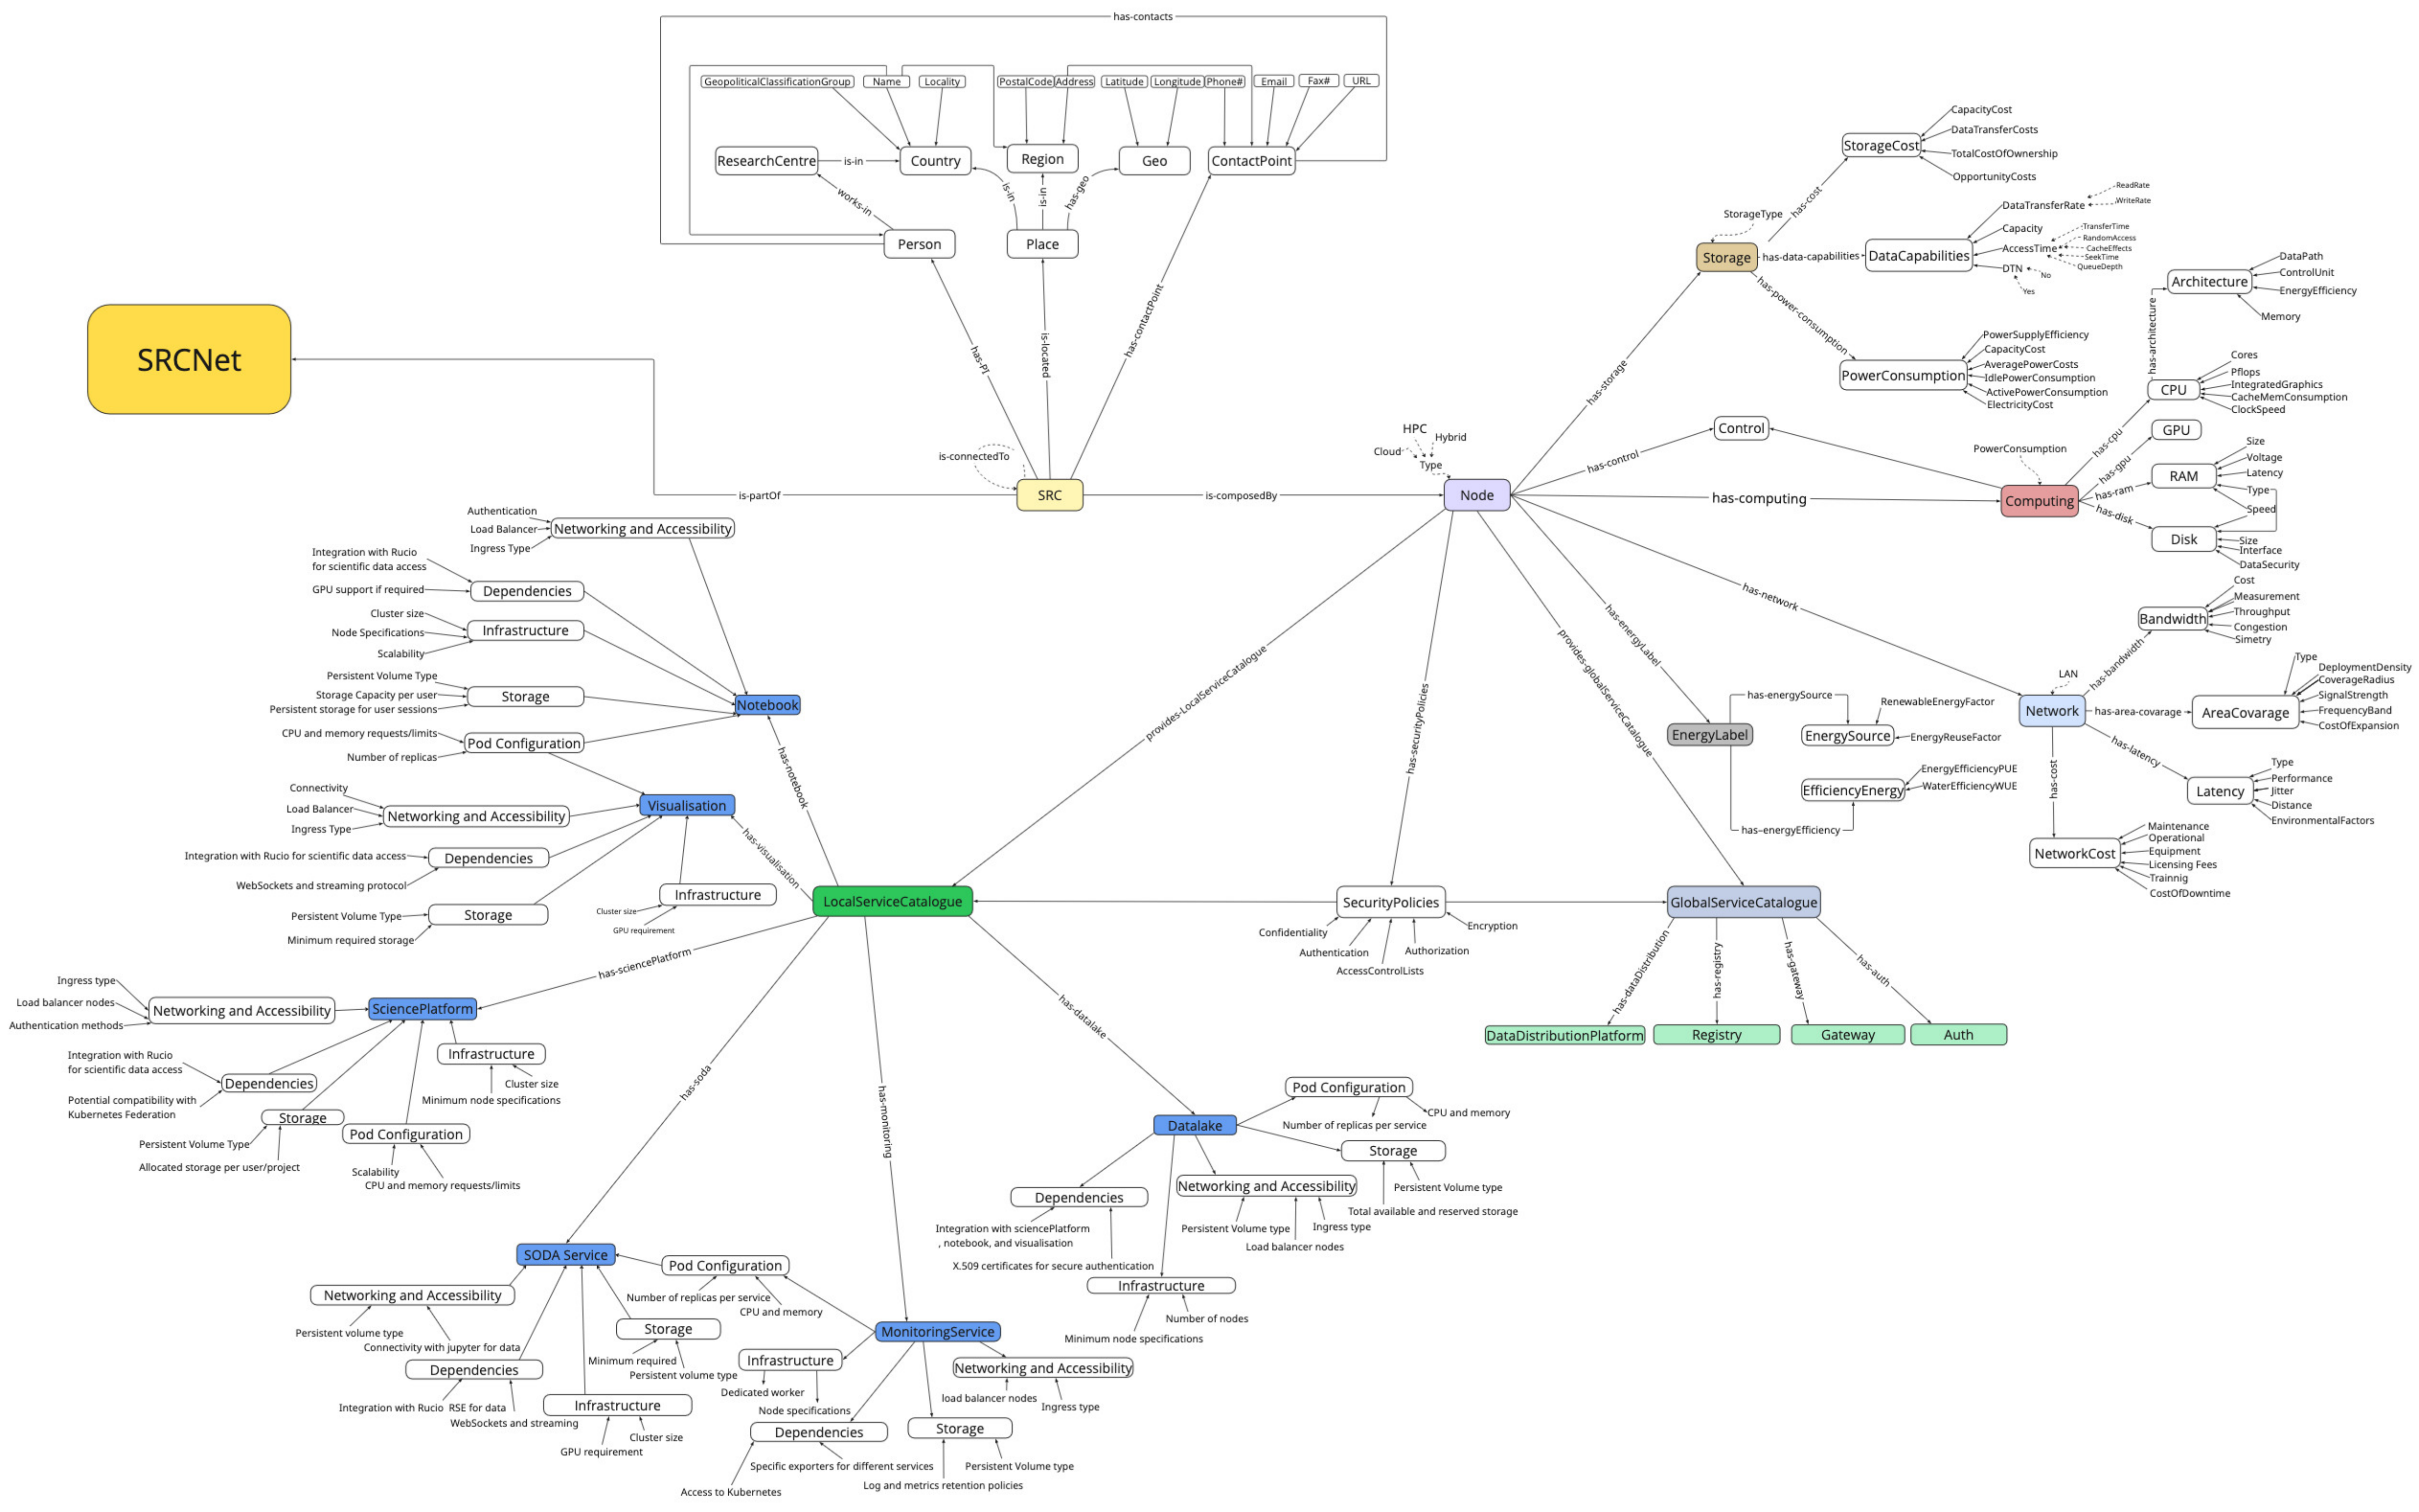 has-contacts
GeopoliticalClassificationGroup
Name
Locality
PostalCode
Address
Latitude
Longitude
Phone#
Email
Fax#
URL
ResearchCentre
is-in
Country
Region
Geo
ContactPoint
works-in
is-in
is-in
has-geo
Person
Place
has-PI
is-located
has-contactPoint
SRCNet
is-connectedTo
is-partOf
SRC
is-composedBy
Cloud
HPC
Hybrid
Type
Node
has-storage
has-control
has-computing
StorageType
Storage
has-cost
has-data-capabilities
has-power-consumption
StorageCost
CapacityCost
DataTransferCosts
TotalCostOfOwnership
OpportunityCosts
DataCapabilities
DataTransferRate
ReadRate
WriteRate
Capacity
AccessTime
TransferTime
RandomAccess
CacheEffects
SeekTime
QueueDepth
DTN
No
Yes
PowerConsumption
PowerSupplyEfficiency
CapacityCost
AveragePowerCosts
IdlePowerConsumption
ActivePowerConsumption
ElectricityCost
Control
PowerConsumption
Computing
has-cpu
has-gpu
has-ram
has-disk
has-architecture
Architecture
DataPath
ControlUnit
EnergyEfficiency
Memory
CPU
Cores
Pflops
IntegratedGraphics
CacheMemConsumption
ClockSpeed
GPU
RAM
Size
Voltage
Latency
Type
Speed
Disk
Size
Interface
DataSecurity
has-network
LAN
Network
has-bandwidth
has-area-covarage
has-latency
has-cost
Bandwidth
Cost
Measurement
Throughput
Congestion
Simetry
AreaCovarage
Type
DeploymentDensity
CoverageRadius
SignalStrength
FrequencyBand
CostOfExpansion
Latency
Type
Performance
Jitter
Distance
EnvironmentalFactors
NetworkCost
Maintenance
Operational
Equipment
Licensing Fees
Trainnig
CostOfDowntime
has-energyLabel
EnergyLabel
has-energySource
EnergySource
RenewableEnergyFactor
EnergyReuseFactor
has–energyEfficiency
EfficiencyEnergy
EnergyEfficiencyPUE
WaterEfficiencyWUE
provides-globalServiceCatalogue
has-securityPolicies
provides-LocalServiceCatalogue
SecurityPolicies
Confidentiality
Authentication
AccessControlLists
Authorization
Encryption
GlobalServiceCatalogue
has-dataDistribution
has-registry
has-gateway
has-auth
DataDistributionPlatform
Registry
Gateway
Auth
LocalServiceCatalogue
has-notebook
has-visualisation
has-sciencePlatform
has-soda
has-monitoring
has-datalake
Notebook
Authentication
Load Balancer
Ingress Type
Networking and Accessibility
Integration with Rucio
for scientific data access
GPU support if required
Dependencies
Cluster size
Node Specifications
Scalability
Infrastructure
Persistent Volume Type
Storage Capacity per user
Persistent storage for user sessions
Storage
CPU and memory requests/limits
Number of replicas
Pod Configuration
Visualisation
Connectivity
Load Balancer
Ingress Type
Networking and Accessibility
Integration with Rucio for scientific data access
WebSockets and streaming protocol
Dependencies
Persistent Volume Type
Minimum required storage
Storage
Infrastructure
Cluster size
GPU requirement
SciencePlatform
Ingress type
Load balancer nodes
Authentication methods
Networking and Accessibility
Integration with Rucio
for scientific data access
Potential compatibility with
Kubernetes Federation
Dependencies
Storage
Persistent Volume Type
Allocated storage per user/project
Pod Configuration
Scalability
CPU and memory requests/limits
Infrastructure
Cluster size
Minimum node specifications
SODA Service
Networking and Accessibility
Persistent volume type
Connectivity with jupyter for data
Dependencies
Integration with Rucio RSE for data
WebSockets and streaming
Infrastructure
GPU requirement
Cluster size
Storage
Minimum required
Persistent volume type
Pod Configuration
Number of replicas per service
CPU and memory
MonitoringService
Infrastructure
Dedicated worker
Node specifications
Dependencies
Access to Kubernetes
Specific exporters for different services
Storage
Log and metrics retention policies
Persistent Volume type
Networking and Accessibility
load balancer nodes
Ingress type
Datalake
Pod Configuration
Number of replicas per service
CPU and memory
Storage
Persistent Volume type
Total available and reserved storage
Networking and Accessibility
Persistent Volume type
Load balancer nodes
Ingress type
Dependencies
Integration with sciencePlatform
, notebook, and visualisation
X.509 certificates for secure authentication
Infrastructure
Number of nodes
Minimum node specifications